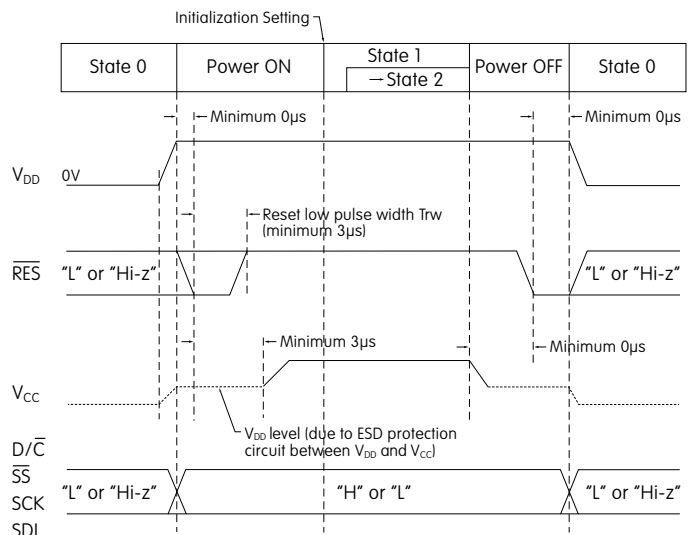 Initialization Setting
State 0
Power ON
State 1
→ State 2
Power OFF
State 0
Minimum 0µs
Minimum 0µs
VDD
0V
Reset low pulse width Trw
(minimum 3µs)
RES
"L" or "Hi-z"
"L" or "Hi-z"
Minimum 3µs
Minimum 0µs
VCC
VDD level (due to ESD protection
circuit between VDD and VCC)
D/C
SS
SCK
SDI
"L" or "Hi-z"
"H" or "L"
"L" or "Hi-z"